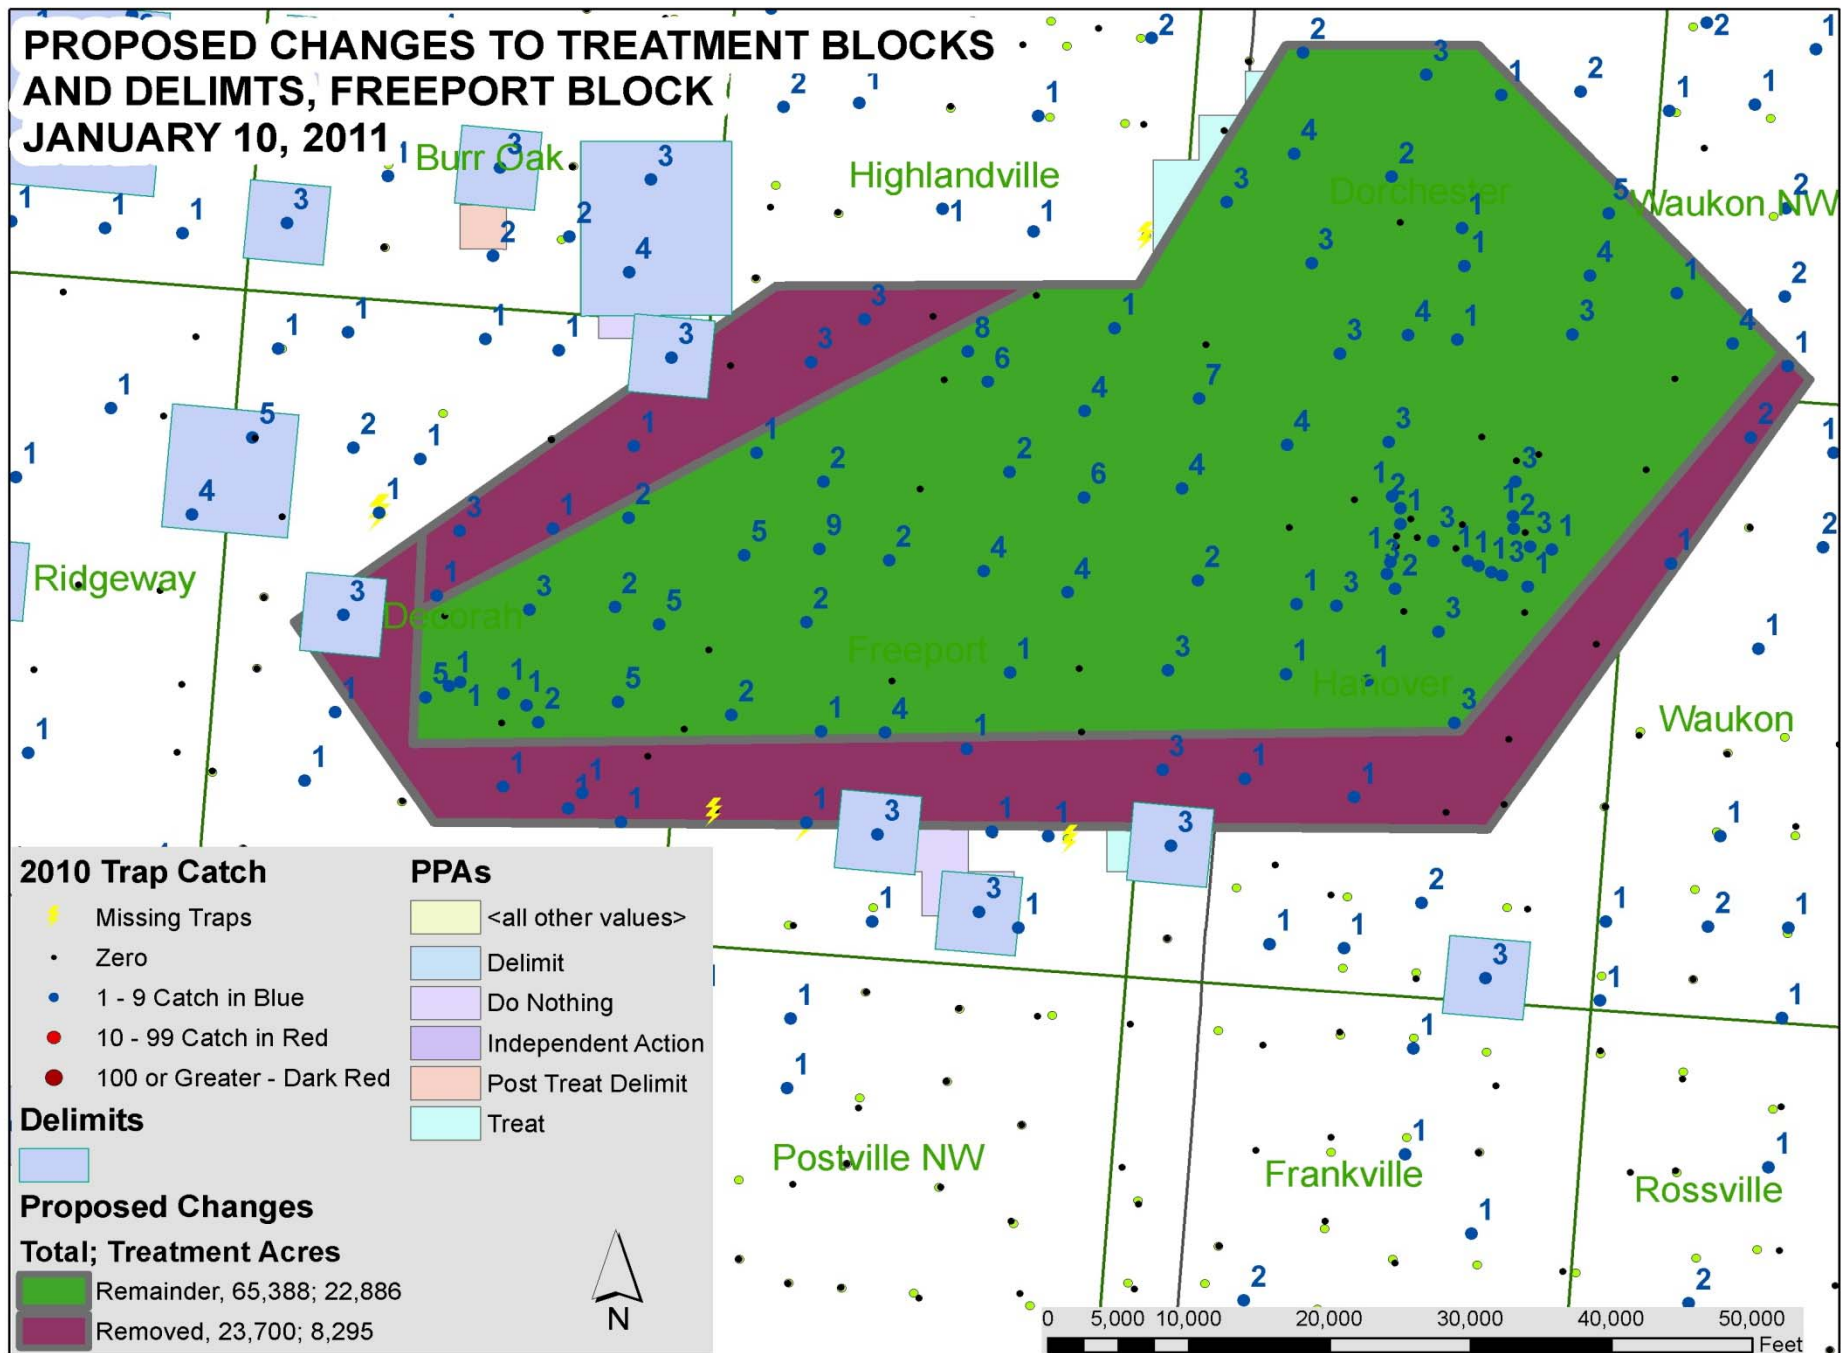 PROPOSED CHANGES TO TREATMENT BLOCKS
AND DELIMTS, FREEPORT BLOCK
JANUARY 10, 2011
Burr Oak
Highlandville
Dorchester
Waukon NW
Ridgeway
Decorah
Freeport
Hanover
Waukon
Postville NW
Frankville
Rossville
2010 Trap Catch
Missing Traps
Zero
1 - 9 Catch in Blue
10 - 99 Catch in Red
100 or Greater - Dark Red
Delimits
Proposed Changes
Total; Treatment Acres
Remainder, 65,388; 22,886
Removed, 23,700; 8,295
PPAs
<all other values>
Delimit
Do Nothing
Independent Action
Post Treat Delimit
Treat
N
0 5,000 10,000 20,000 30,000 40,000 50,000
Feet